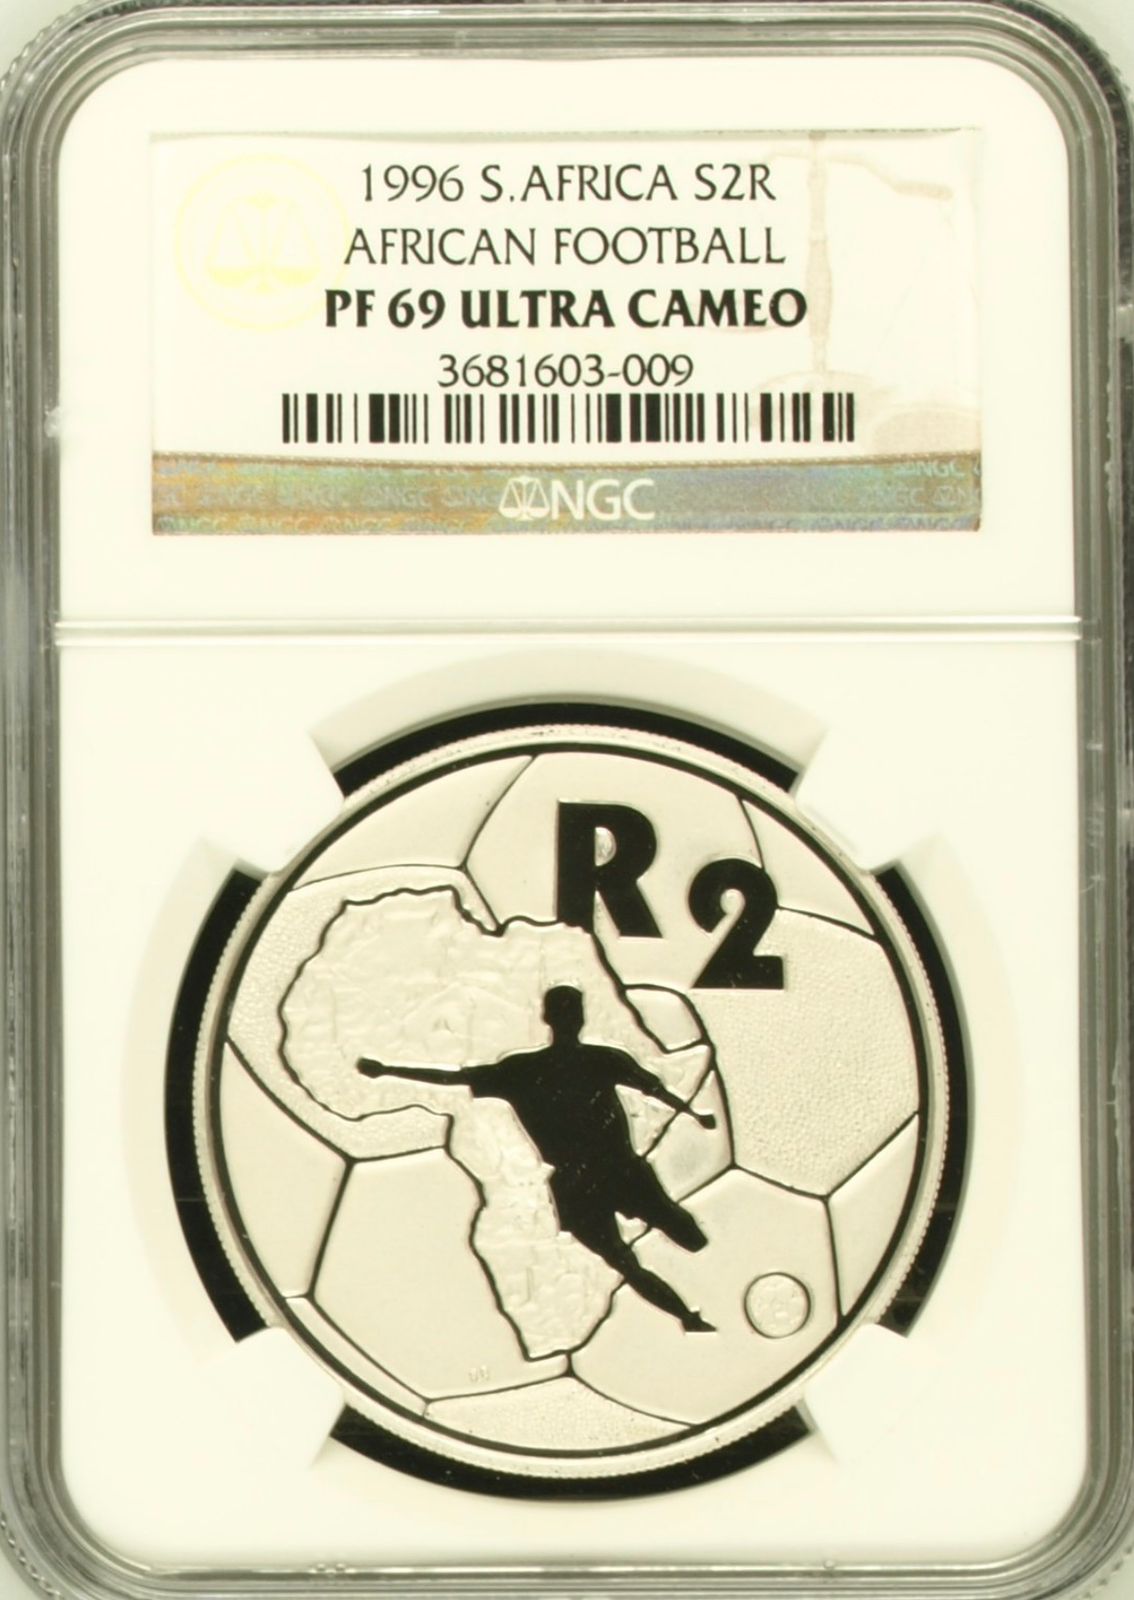 1996 S.AFRICA S2R
AFRICAN FOOTBALL
PF 69 ULTRA CAMEO
3681603-009
NGC
R2